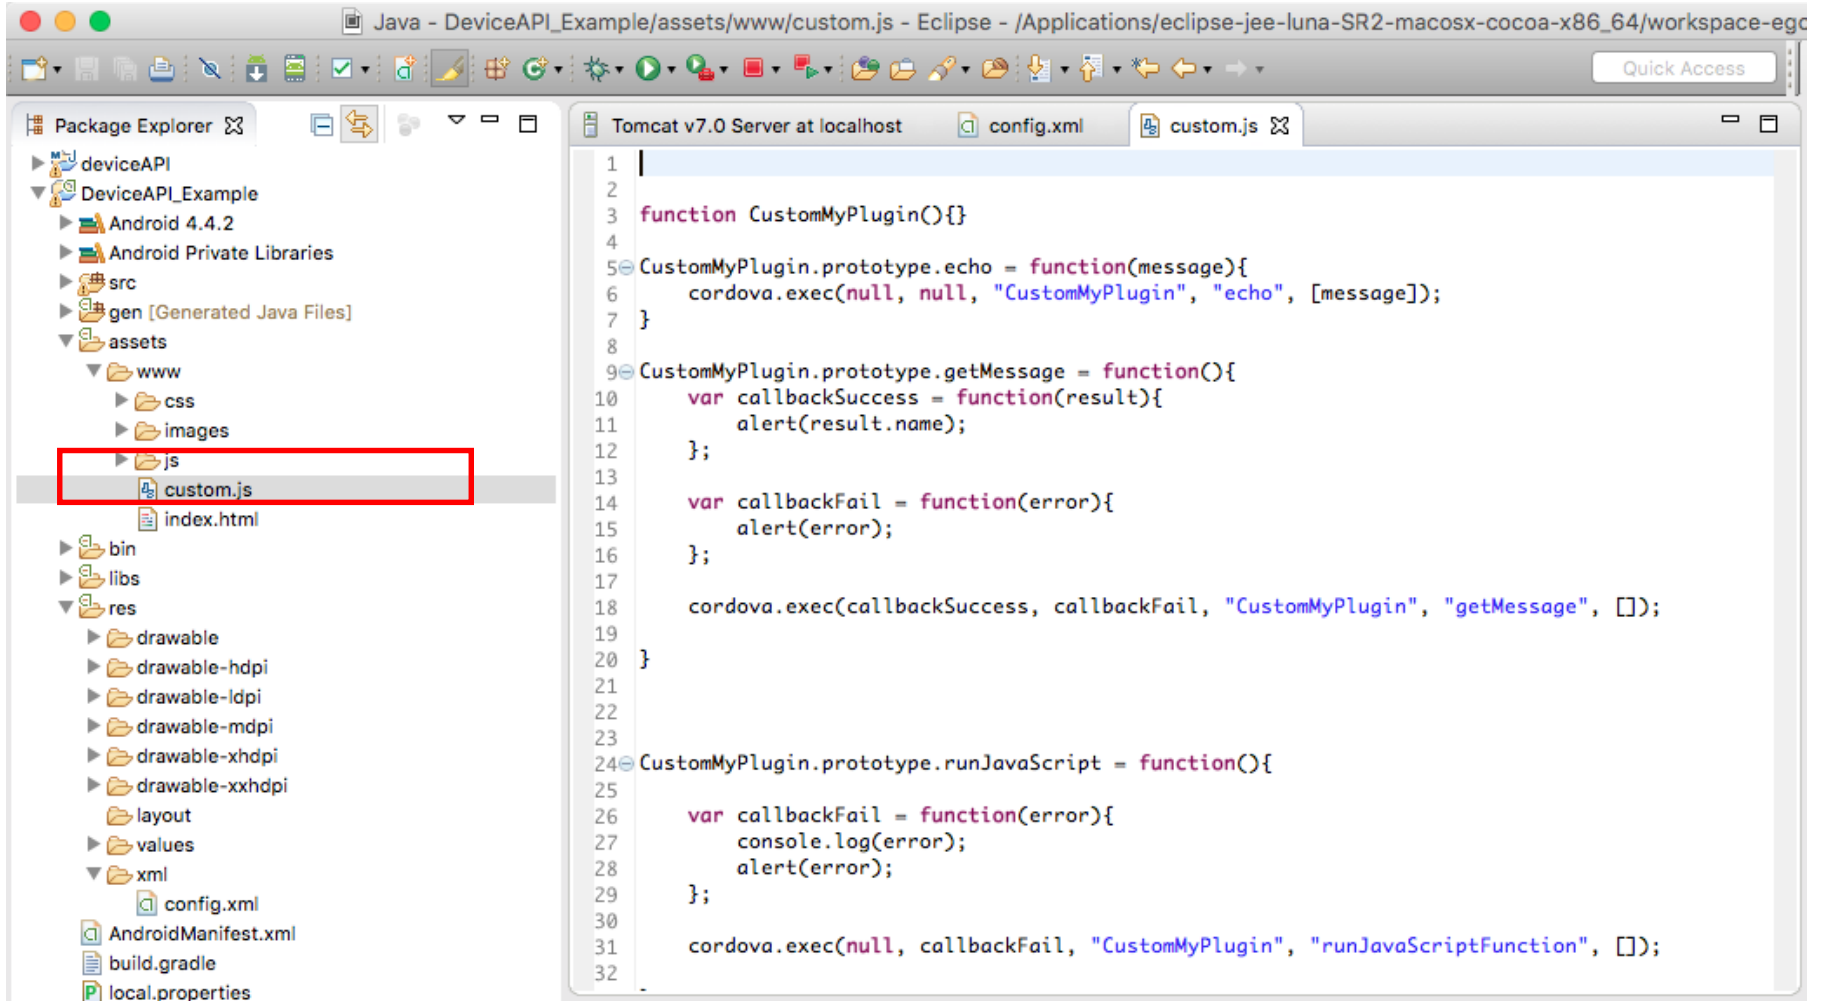 Java - DeviceAPI_Example/assets/www/custom.js - Eclipse - /Applications/eclipse-jee-luna-SR2-macosx-cocoa-x86_64/workspace-ego
Quick Access
Package Explorer
deviceAPI
DeviceAPI_Example
Android 4.4.2
Android Private Libraries
src
gen [Generated Java Files]
assets
www
css
images
js
custom.js
index.html
bin
libs
res
drawable
drawable-hdpi
drawable-ldpi
drawable-mdpi
drawable-xhdpi
drawable-xxhdpi
layout
values
xml
config.xml
AndroidManifest.xml
build.gradle
local.properties
Tomcat v7.0 Server at localhost config.xml custom.js
1
2
3 function CustomMyPlugin(){}
4
5 CustomMyPlugin.prototype.echo = function(message){
6 cordova.exec(null, null, "CustomMyPlugin", "echo", [message]);
7 }
8
9 CustomMyPlugin.prototype.getMessage = function(){
10 var callbackSuccess = function(result){
11 alert(result.name);
12 };
13
14 var callbackFail = function(error){
15 alert(error);
16 };
17
18 cordova.exec(callbackSuccess, callbackFail, "CustomMyPlugin", "getMessage", []);
19
20 }
21
22
23
24 CustomMyPlugin.prototype.runJavaScript = function(){
25
26 var callbackFail = function(error){
27 console.log(error);
28 alert(error);
29 };
30
31 cordova.exec(null, callbackFail, "CustomMyPlugin", "runJavaScriptFunction", []);
32